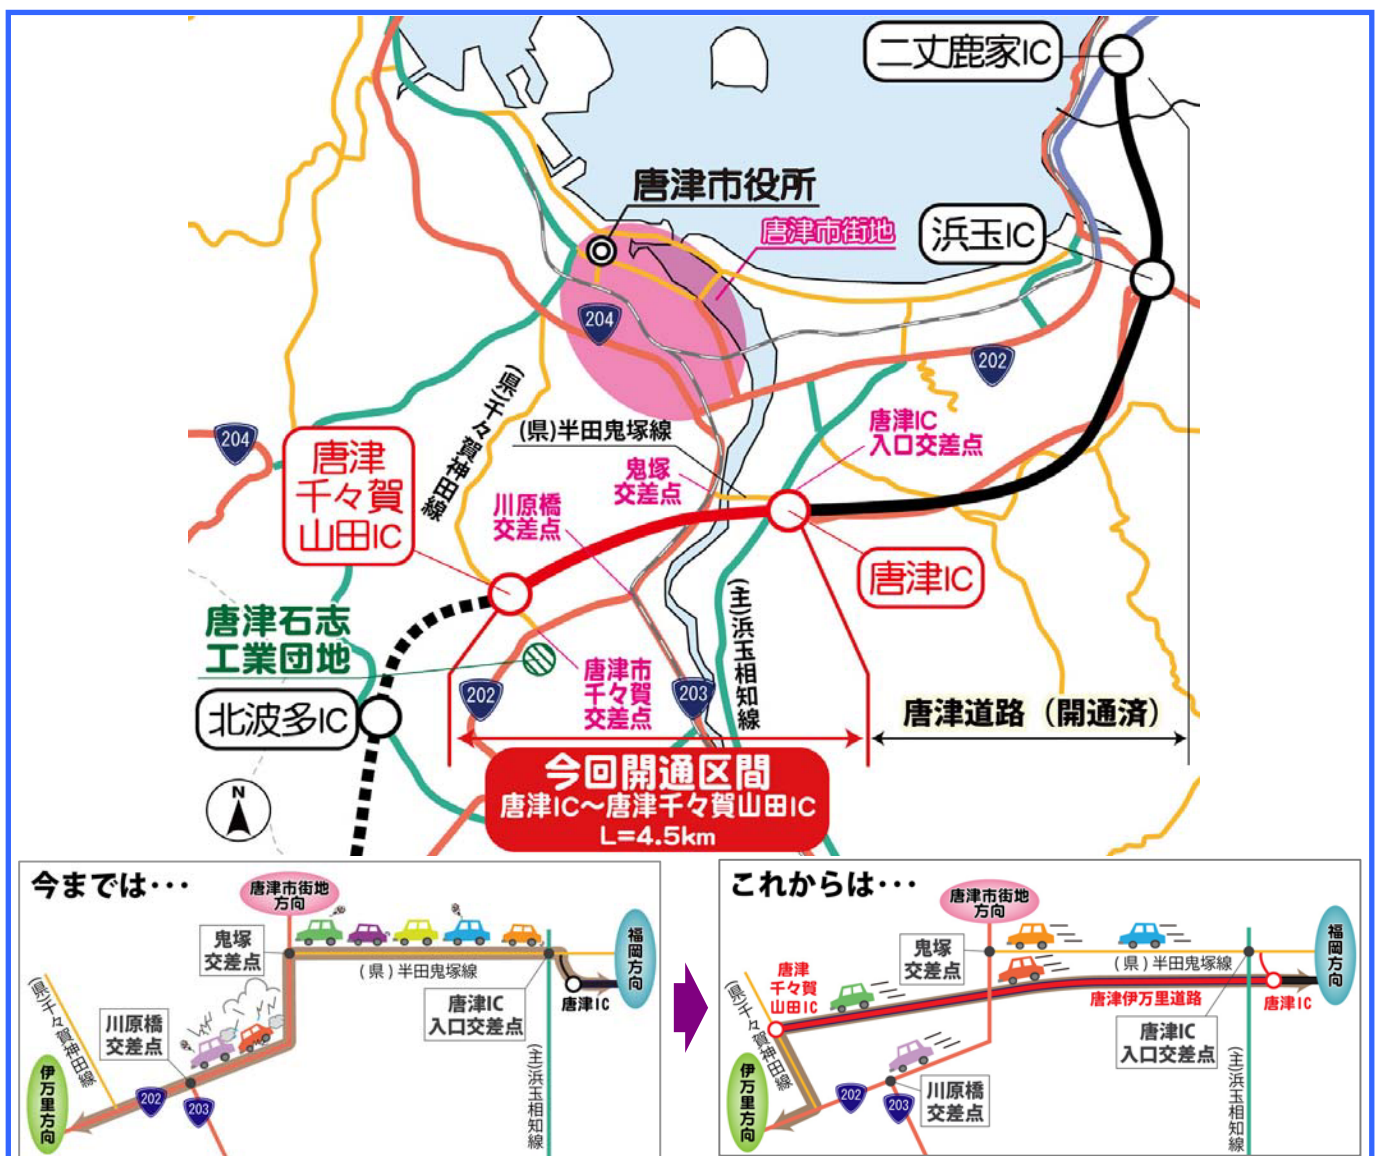 二丈鹿家IC
唐津市役所
唐津市街地
浜玉IC
204
202
(県)千々賀神田線
204
唐津
千々賀
山田IC
(県)半田鬼塚線
唐津IC
入口交差点
鬼塚
交差点
川原橋
交差点
唐津IC
唐津石志
工業団地
(主)浜玉相知線
唐津市
千々賀
交差点
202
203
北波多IC
唐津道路（開通済）
N
今回開通区間
唐津IC～唐津千々賀山田IC
L=4.5km
今までは・・・
唐津市街地
方向
鬼塚
交差点
(県)半田鬼塚線
福岡方向
唐津IC
唐津IC
入口交差点
(県)千々賀神田線
川原橋
交差点
伊万里方向
202
203
(主)浜玉相知線
これからは・・・
唐津市街地
方向
鬼塚
交差点
(県)半田鬼塚線
福岡方向
唐津
千々賀
山田IC
唐津伊万里道路
唐津IC
唐津IC
入口交差点
(県)千々賀神田線
伊万里方向
202
203
川原橋
交差点
(主)浜玉相知線